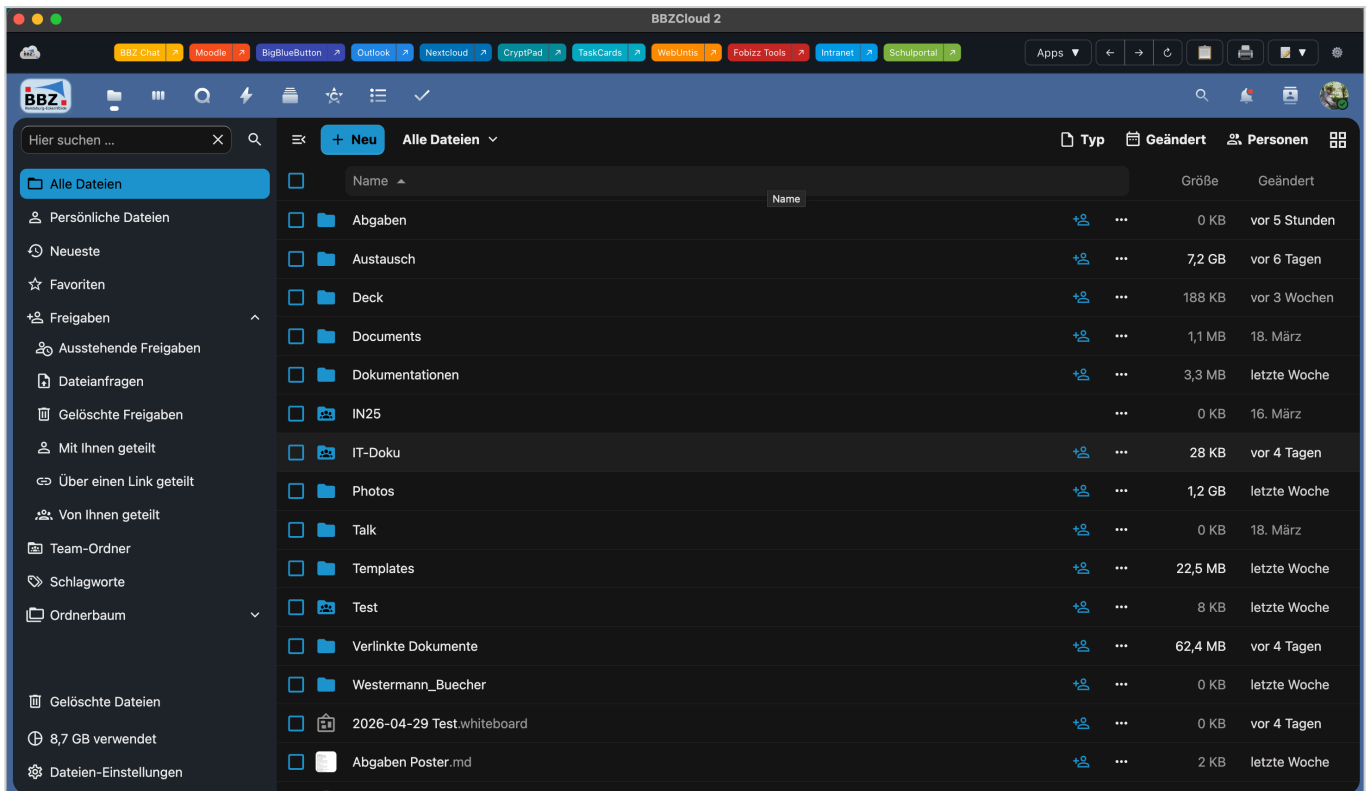 BBZCloud 2
BBZ Chat Moodle BigBlueButton Outlook Nextcloud CryptPad TaskCards WebUntis Fobizz Tools Intranet Schulportal Apps
BBZ
Hier suchen ... + Neu Alle Dateien Typ Geändert Personen
Alle Dateien
Persönliche Dateien
Neueste
Favoriten
Freigaben
Ausstehende Freigaben
Dateianfragen
Gelöschte Freigaben
Mit Ihnen geteilt
Über einen Link geteilt
Von Ihnen geteilt
Team-Ordner
Schlagworte
Ordnerbaum
Gelöschte Dateien
8,7 GB verwendet
Dateien-Einstellungen
Name Größe Geändert
Name
Abgaben 0 KB vor 5 Stunden
Austausch 7,2 GB vor 6 Tagen
Deck 188 KB vor 3 Wochen
Documents 1,1 MB 18. März
Dokumentationen 3,3 MB letzte Woche
IN25 0 KB 16. März
IT-Doku 28 KB vor 4 Tagen
Photos 1,2 GB letzte Woche
Talk 0 KB 18. März
Templates 22,5 MB letzte Woche
Test 8 KB letzte Woche
Verlinkte Dokumente 62,4 MB vor 4 Tagen
Westermann_Buecher 0 KB letzte Woche
2026-04-29 Test.whiteboard 0 KB vor 4 Tagen
Abgaben Poster.md 2 KB letzte Woche